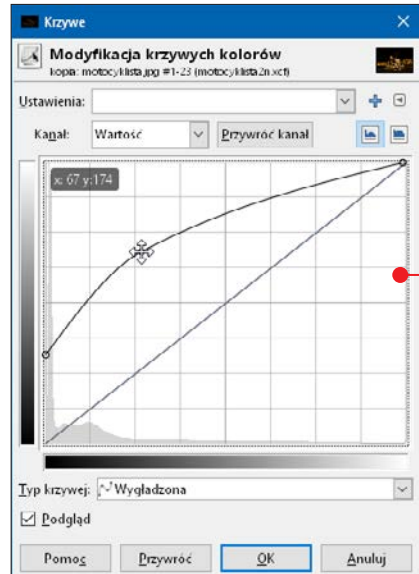 Krzywe
Modyfikacja krzywych kolorów
kopia: motocyklista.jpg #1-23 (motocyklista2n.xcf)
Ustawienia:
Kanał: Wartość Przywróć kanał
x: 67 y:174
Typ krzywej: Wygładzona
Podgląd
Pomoc Przywróć OK Anuluj